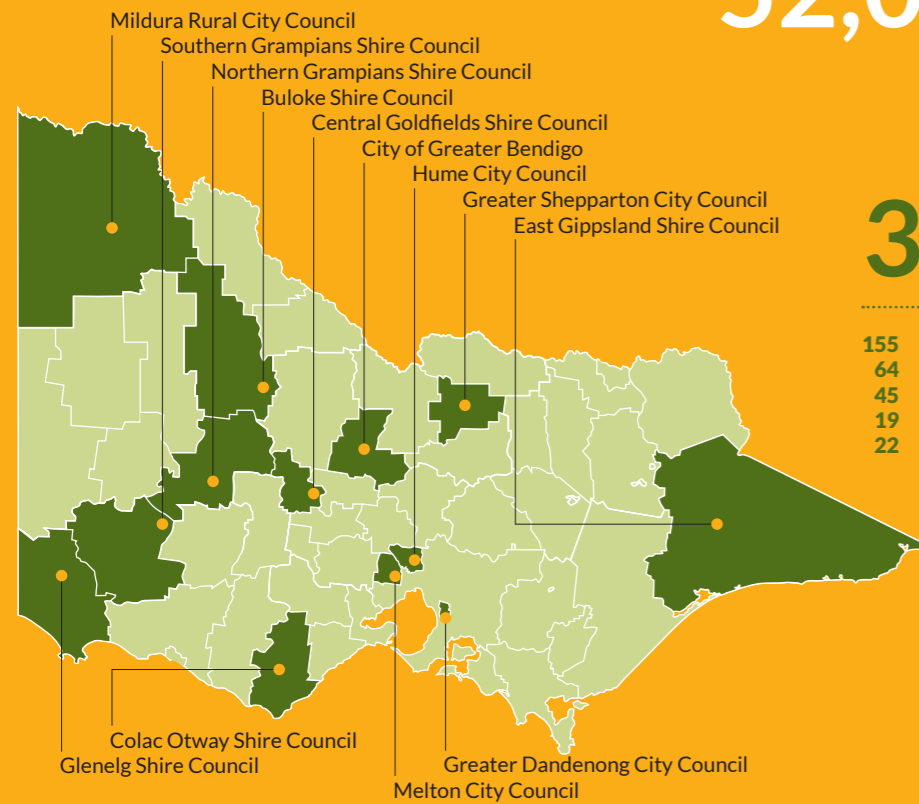 52,0
Mildura Rural City Council
Southern Grampians Shire Council
Northern Grampians Shire Council
Buloke Shire Council
Central Goldfields Shire Council
City of Greater Bendigo
Hume City Council
Greater Shepparton City Council
East Gippsland Shire Council
3
155
64
45
19
22
Colac Otway Shire Council
Glenelg Shire Council
Greater Dandenong City Council
Melton City Council